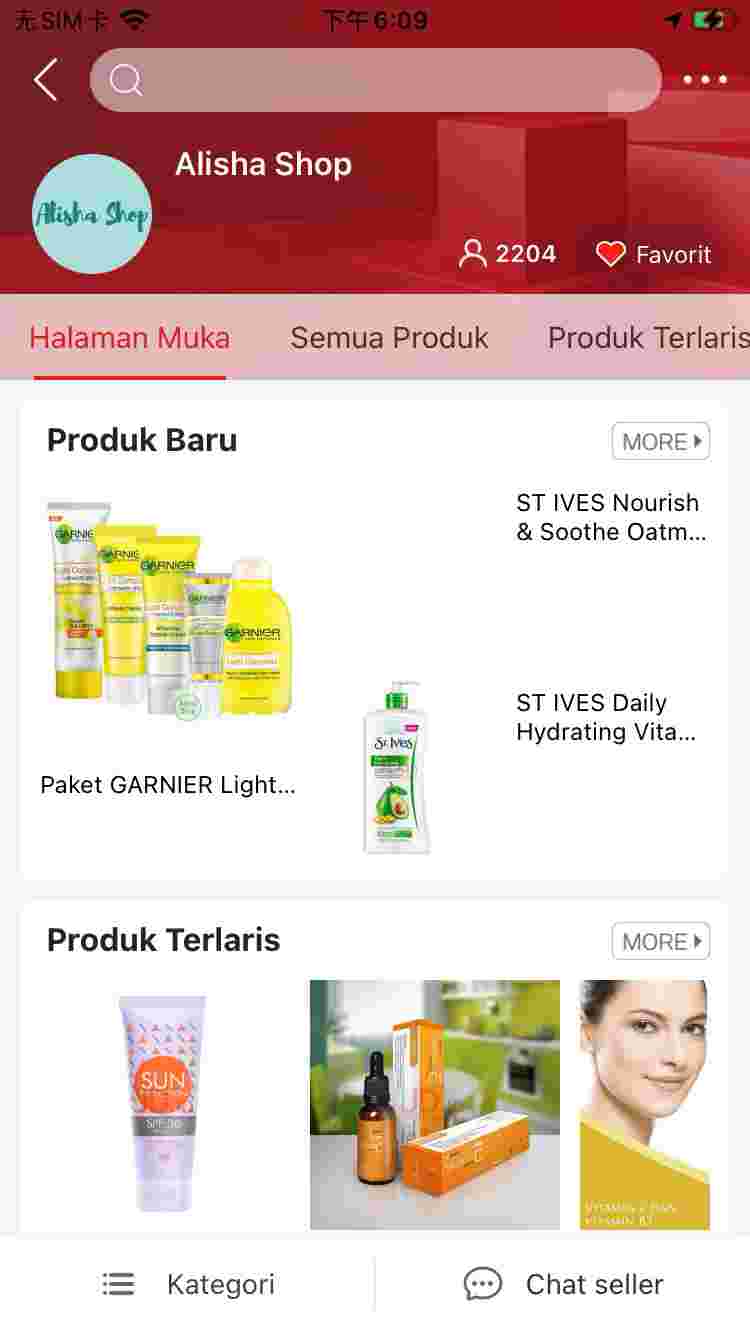 无SIM卡
下午6:09
Alisha Shop
Alisha Shop
2204
Favorit
Halaman Muka
Semua Produk
Produk Terlaris
Produk Baru
MORE
ST IVES Nourish
& Soothe Oatm...
GARNIER
GARNIER
GARNIER
GARNIER
St. Ives
ST IVES Daily
Hydrating Vita...
Paket GARNIER Light...
Produk Terlaris
MORE
SUN
SPF 30
Kategori
Chat seller